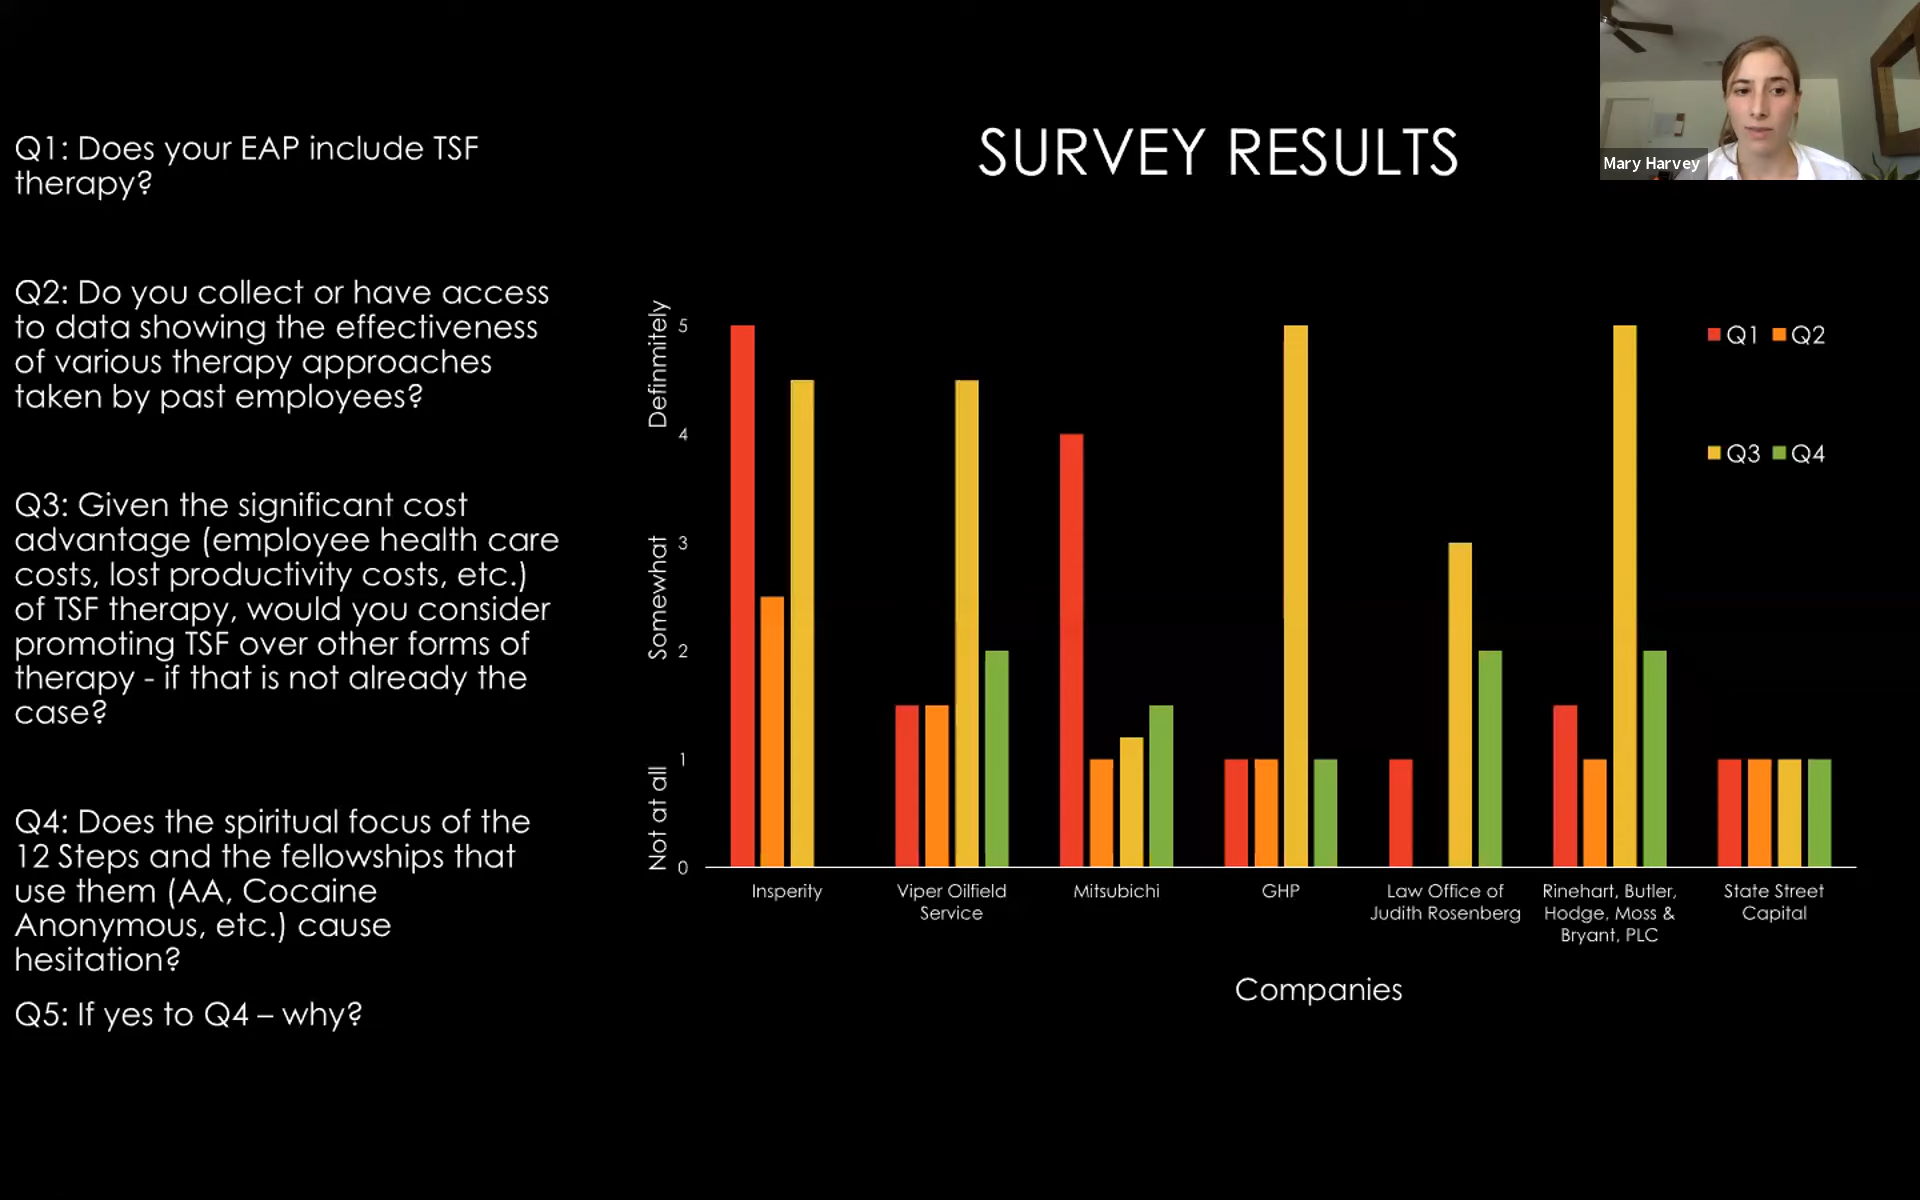 Q1: Does your EAP include TSF
therapy?
Q2: Do you collect or have access
to data showing the effectiveness
of various therapy approaches
taken by past employees?
Q3: Given the significant cost
advantage (employee health care
costs, lost productivity costs, etc.)
of TSF therapy, would you consider
promoting TSF over other forms of
therapy - if that is not already the
case?
Q4: Does the spiritual focus of the
12 Steps and the fellowships that
use them (AA, Cocaine
Anonymous, etc.) cause
hesitation?
Q5: If yes to Q4 – why?
SURVEY RESULTS
Mary Harvey
Definmitely
Somewhat
Not at all
5
4
3
2
1
0
Q1 Q2
Q3 Q4
Insperity
Viper Oilfield
Service
Mitsubichi
GHP
Law Office of
Judith Rosenberg
Rinehart, Butler,
Hodge, Moss &
Bryant, PLC
State Street
Capital
Companies